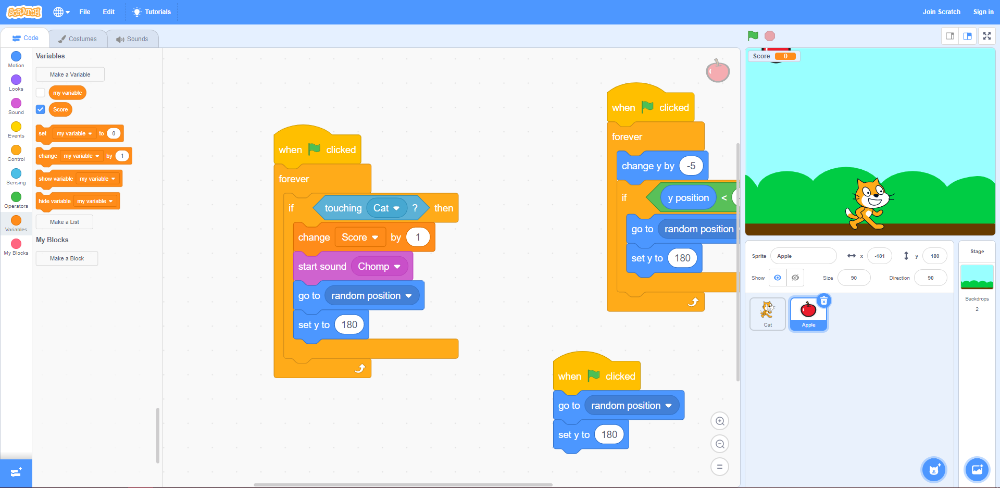 SCRATCH File Edit Tutorials Join Scratch Sign in
Code Costumes Sounds
Motion
Looks
Sound
Events
Control
Sensing
Operators
Variables
My Blocks
Variables
Make a Variable
my variable
Score
set my variable to 0
change my variable by 1
show variable my variable
hide variable my variable
Make a List
My Blocks
Make a Block
when clicked
forever
if touching Cat ? then
change Score by 1
start sound Chomp
go to random position
set y to 180
when clicked
forever
change y by -5
if y position <
go to random position
set y to 180
when clicked
go to random position
set y to 180
Score 0
Sprite Apple x -181 y 180
Show Size 90 Direction 90
Cat
Apple
Stage
Backdrops
2